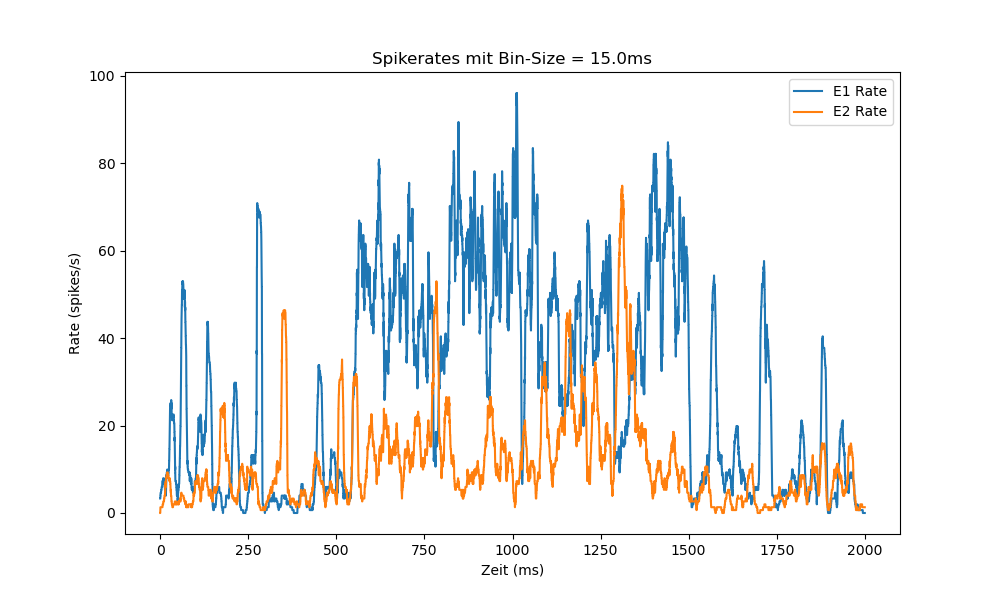 Spikerates mit Bin-Size = 15.0ms
E1 Rate
E2 Rate
100
80
60
40
20
0
Rate (spikes/s)
0 250 500 750 1000 1250 1500 1750 2000
Zeit (ms)